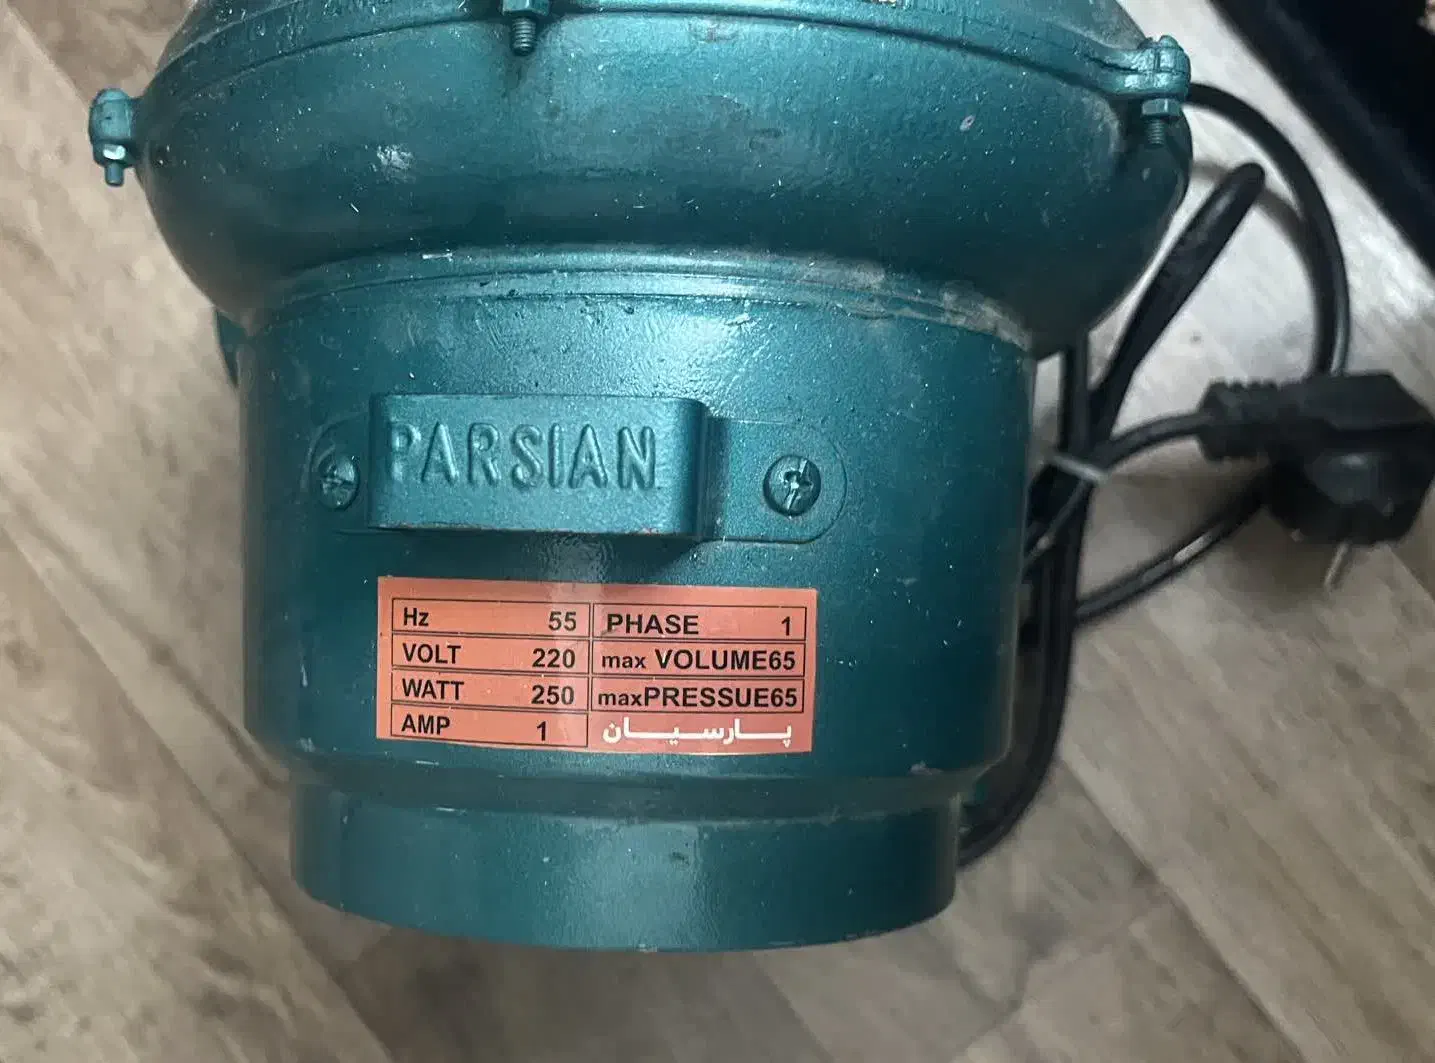 PARSIAN
Hz 55 PHASE 1
VOLT 220 max VOLUME65
WATT 250 maxPRESSUE65
AMP 1 پارسیان